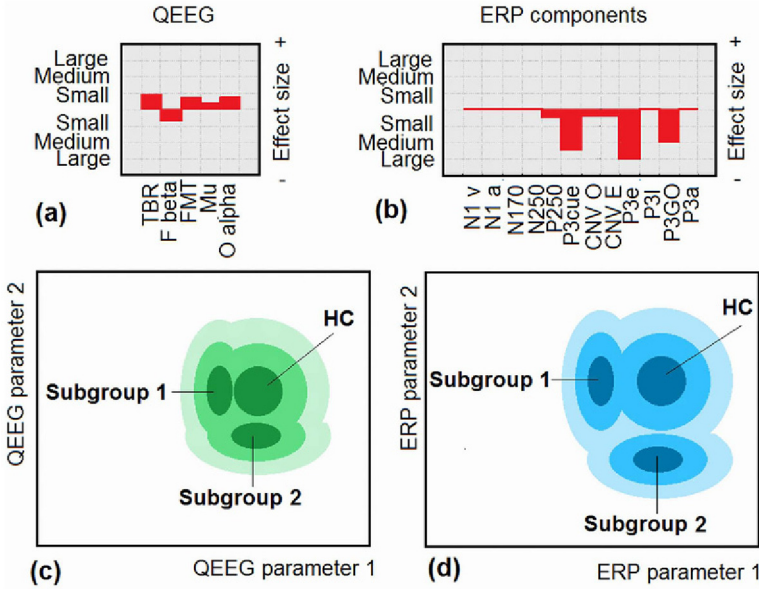 QEEG
ERP components
Large
Medium
Small
Small
Medium
Large
+
Effect size
-
Large
Medium
Small
Small
Medium
Large
+
Effect size
-
(a)
TBR
F beta
FMT
Mu
O alpha
(b)
N1 v
N1 a
N170
N250
P250
P3cue
CNV O
CNV E
P3e
P3l
P3GO
P3a
QEEG parameter 2
HC
Subgroup 1
Subgroup 2
(c)
QEEG parameter 1
ERP parameter 2
HC
Subgroup 1
Subgroup 2
(d)
ERP parameter 1